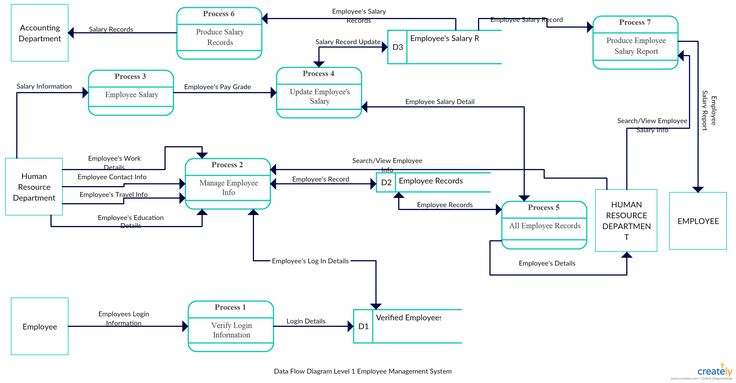 Process 6
Employee's Salary
Records
Employee Salary Record
Process 7
Accounting
Department
Salary Records
Produce Salary
Records
D3
Employee's Salary R
Salary Record Update
Produce Employee
Salary Report
Process 3
Process 4
Salary Information
Employee Salary
Employee's Pay Grade
Update Employee's
Salary
Employee Salary Detail
Employee
Salary Report
Search/View Employee
Salary Info
Employee's Work
Details
Process 2
Search/View Employee
Info
Human
Resource
Department
Employee Contact Info
Manage Employee
Info
Employee's Record
D2
Employee Records
Employee's Travel Info
Employee Records
Process 5
All Employee Records
HUMAN
RESOURCE
DEPARTMEN
T
EMPLOYEE
Employee's Education
Details
Employee's Log In Details
Employee's Details
Process 1
Employee
Employees Login
Information
Verify Login
Information
Login Details
D1
Verified Employees
Data Flow Diagram Level 1 Employee Management System
creately
www.creately.com • Online Diagramming